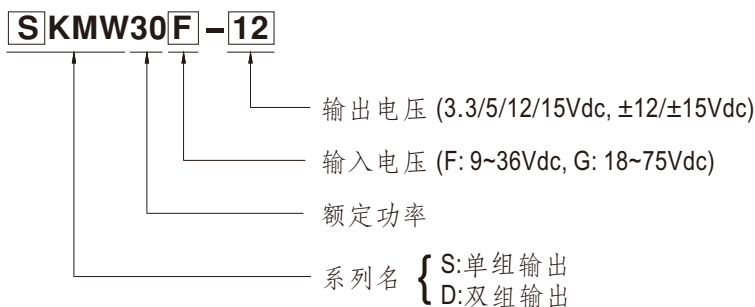 SKMW30F-12
输出电压 (3.3/5/12/15Vdc, ±12/±15Vdc)
输入电压 (F: 9~36Vdc, G: 18~75Vdc)
额定功率
系列名 { S:单组输出
D:双组输出